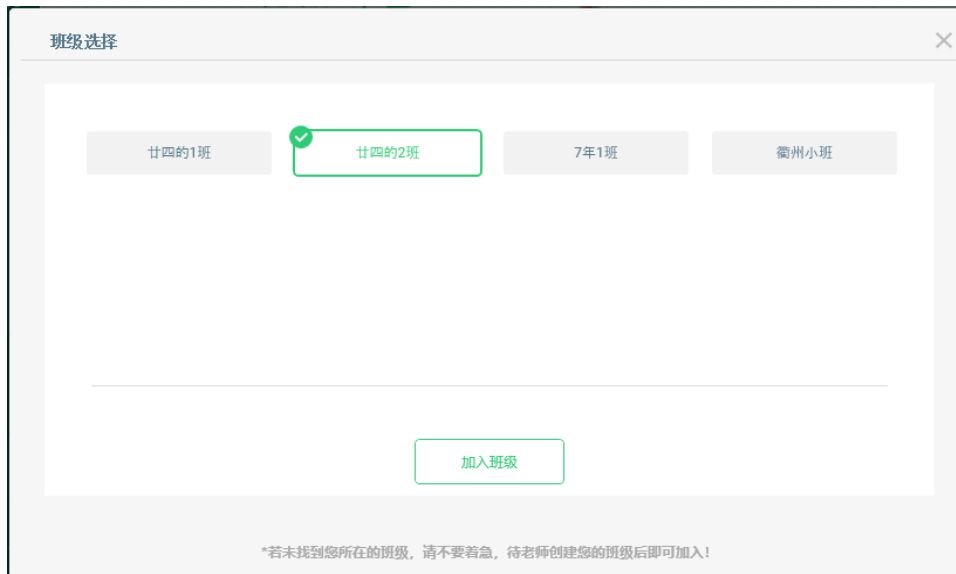 班级选择
廿四的1班
廿四的2班
7年1班
衢州小班
加入班级
*若未找到您所在的班级，请不要着急，待老师创建您的班级后即可加入！